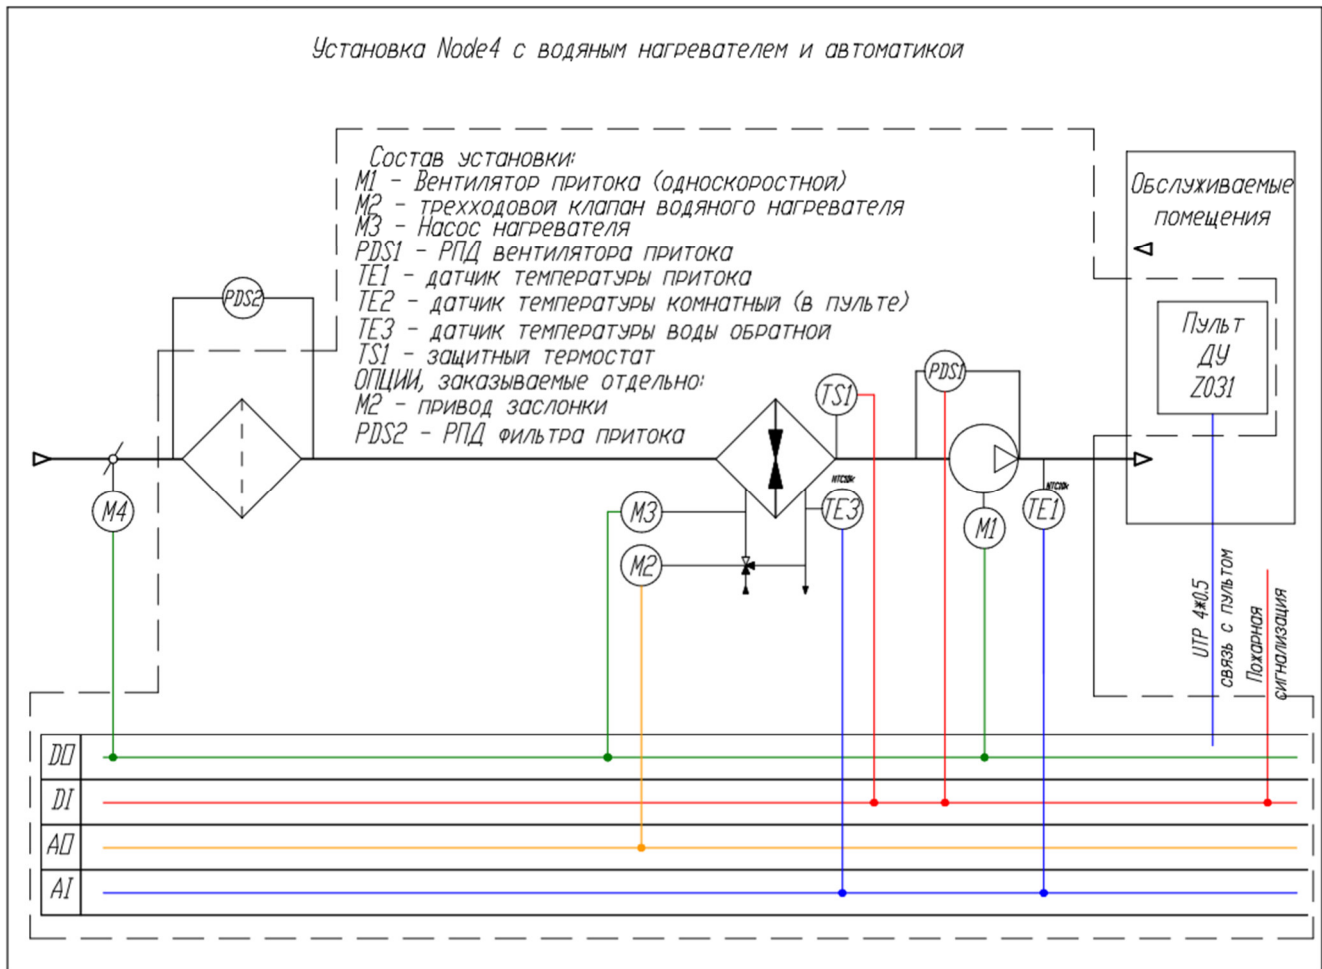 Установка Node4 с водяным нагревателем и автоматикой
Состав установки:
М1 - Вентилятор притока (односкоростной)
М2 - трехходовой клапан водяного нагревателя
М3 - Насос нагревателя
PDS1 - РПД вентилятора притока
TE1 - датчик температуры притока
TE2 - датчик температуры комнатный (в пульте)
TE3 - датчик температуры воды обратной
TS1 - защитный термостат
ОПЦИИ, заказываемые отдельно:
М2 - привод заслонки
PDS2 - РПД фильтра притока
Обслуживаемые
помещения
Пульт
ДУ
Z031
PDS2
PDS1
TS1
M4
M3
M2
NTC10k
TE3
M1
NTC10k
TE1
UTP 4*0.5
связь с пультом
Пожарная
сигнализация
DO
DI
AO
AI